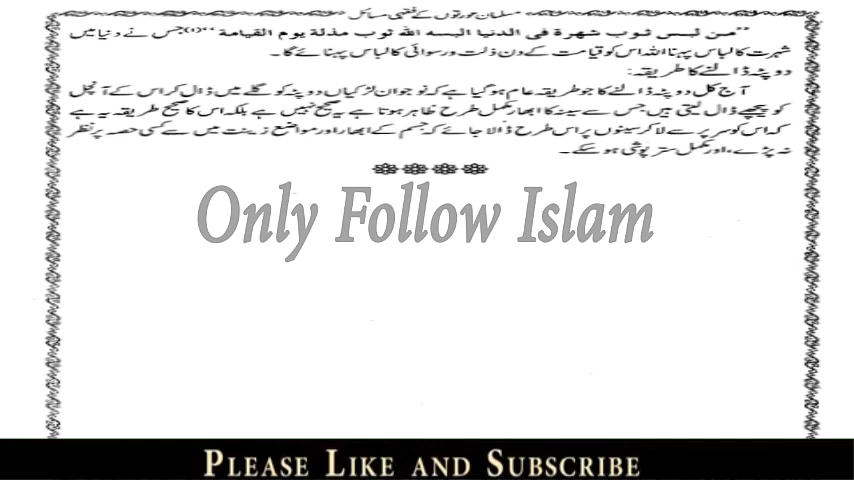 مسلمان عورتوں کے فقہی مسائل
”من لبس ثوب شهرة فى الدنيا البسه الله ثوب مذلة يوم القيامة“(۱) جس نے دنیا میں
شہرت کا لباس پہنا اللہ اس کو قیامت کے دن ذلت و رسوائی کا لباس پہنائے گا۔
دوپٹہ ڈالنے کا طریقہ:
آج کل دوپٹہ ڈالنے کا جو طریقہ عام ہو گیا ہے کہ نوجوان لڑکیاں دوپٹہ کو گلے میں ڈال کر اس کے آنچل
کو پیچھے ڈال لیتی ہیں جس سے سینہ کا ابھار مکمل طرح ظاہر ہوتا ہے یہ صحیح نہیں ہے بلکہ اس کا صحیح طریقہ یہ ہے
کہ اس کو سر پر سے لا کر سینوں پر اس طرح ڈالا جائے کہ جسم کے ابھار اور مواضع زینت میں سے کسی حصہ پر نظر
نہ پڑے، اور مکمل ستر پوشی ہو سکے۔
Only Follow Islam
PLEASE LIKE AND SUBSCRIBE